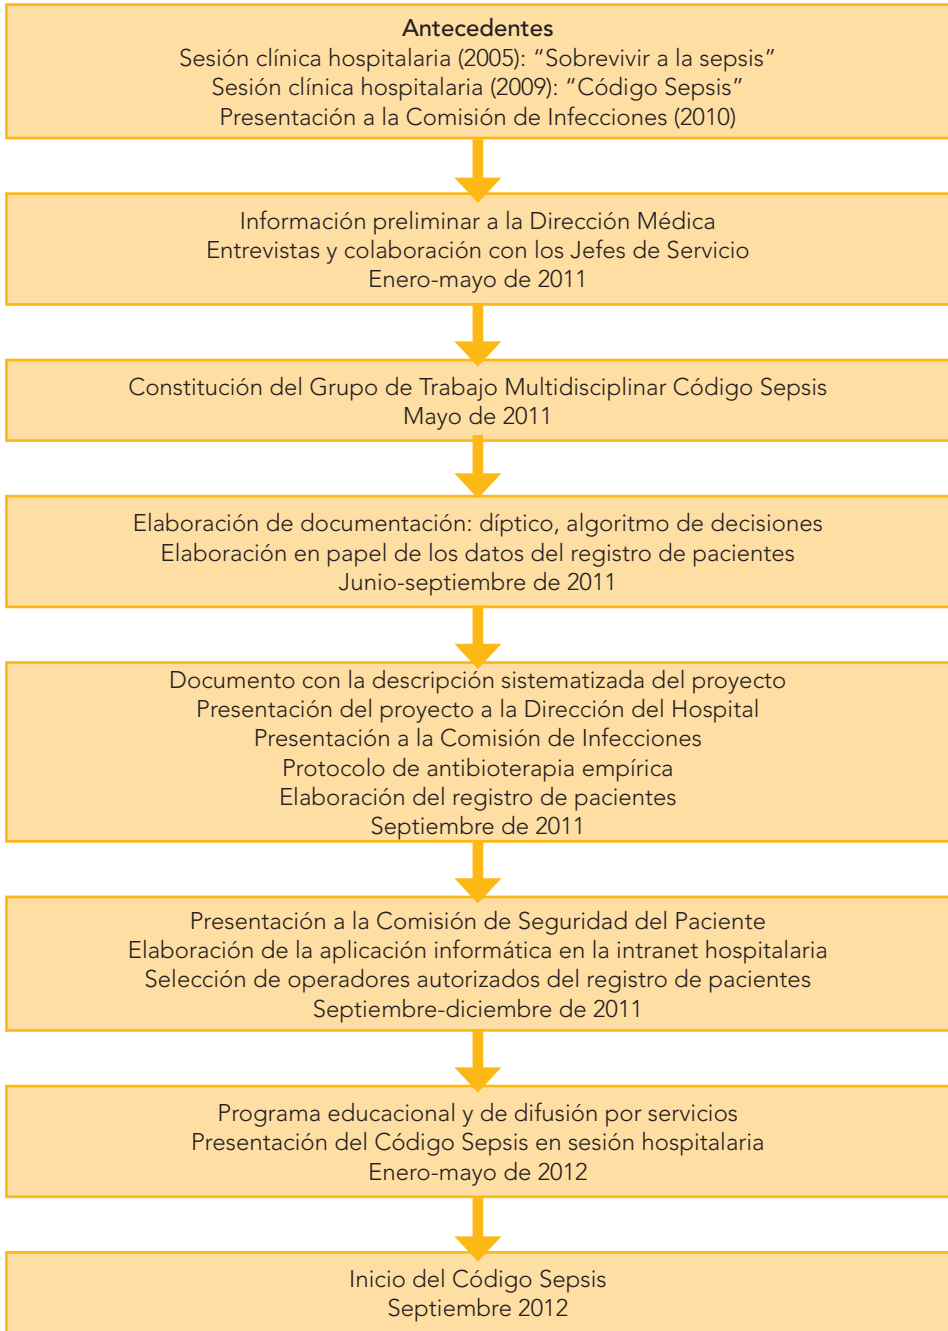 Antecedentes
Sesión clínica hospitalaria (2005): “Sobrevivir a la sepsis”
Sesión clínica hospitalaria (2009): “Código Sepsis”
Presentación a la Comisión de Infecciones (2010)
Información preliminar a la Dirección Médica
Entrevistas y colaboración con los Jefes de Servicio
Enero-mayo de 2011
Constitución del Grupo de Trabajo Multidisciplinar Código Sepsis
Mayo de 2011
Elaboración de documentación: díptico, algoritmo de decisiones
Elaboración en papel de los datos del registro de pacientes
Junio-septiembre de 2011
Documento con la descripción sistematizada del proyecto
Presentación del proyecto a la Dirección del Hospital
Presentación a la Comisión de Infecciones
Protocolo de antibioterapia empírica
Elaboración del registro de pacientes
Septiembre de 2011
Presentación a la Comisión de Seguridad del Paciente
Elaboración de la aplicación informática en la intranet hospitalaria
Selección de operadores autorizados del registro de pacientes
Septiembre-diciembre de 2011
Programa educacional y de difusión por servicios
Presentación del Código Sepsis en sesión hospitalaria
Enero-mayo de 2012
Inicio del Código Sepsis
Septiembre 2012